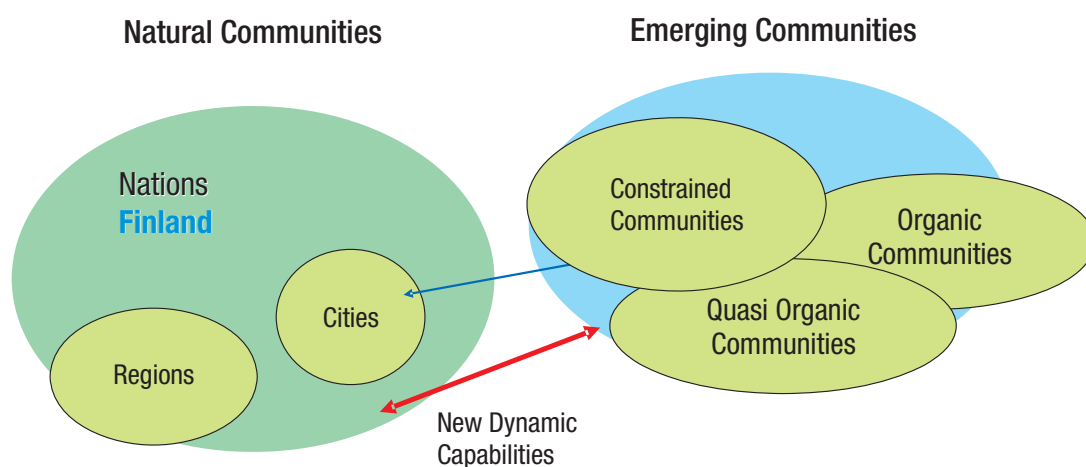 Natural Communities
Emerging Communities
Nations
Finland
Cities
Regions
Constrained
Communities
Organic
Communities
Quasi Organic
Communities
New Dynamic
Capabilities